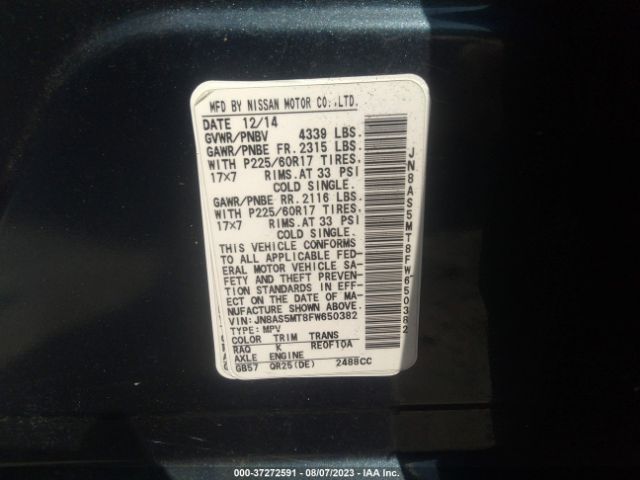 MFD BY NISSAN MOTOR CO.,LTD.
DATE 12/14
GVWR/PNBV 4339 LBS.
GAWR/PNBE FR. 2315 LBS.
WITH P225/60R17 TIRES.
17×7 RIMS.AT 33 PSI
COLD SINGLE.
GAWR/PNBE RR. 2116 LBS.
WITH P225/60R17 TIRES.
17×7 RIMS.AT 33 PSI
COLD SINGLE.
THIS VEHICLE CONFORMS
TO ALL APPLICABLE FED-
ERAL MOTOR VEHICLE SA-
FETY AND THEFT PREVENTION
STANDARDS IN EFF-
ECT ON THE DATE OF MA-
NUFACTURE SHOWN ABOVE.
VIN:JN8AS5MT8FW650382
TYPE:MPV
COLOR TRIM TRANS
RAQ K RE0F10A
AXLE ENGINE
GB57 QR25(DE) 2488CC
JN8AS5MT8FW650382
000-37272591 - 08/07/2023 - IAA Inc.